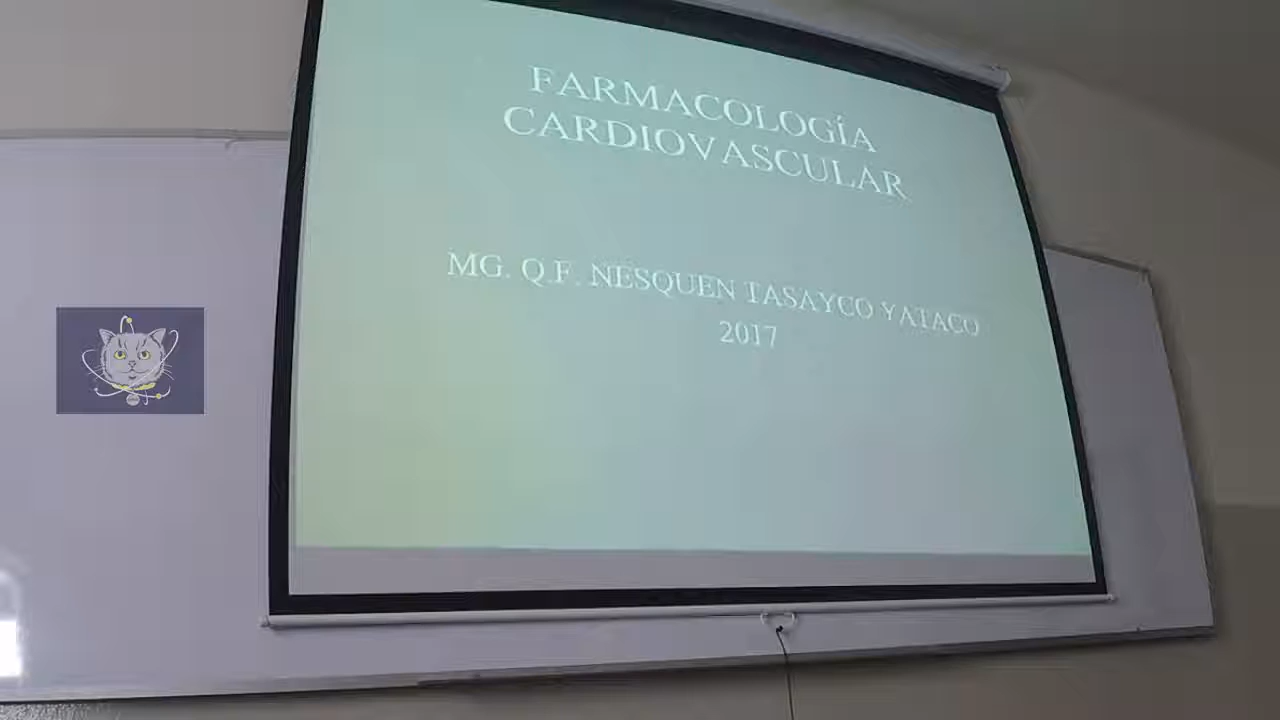 FARMACOLOGÍA
CARDIOVASCULAR
MG. Q.F. NESQUEN TASAYCO YATACO
2017